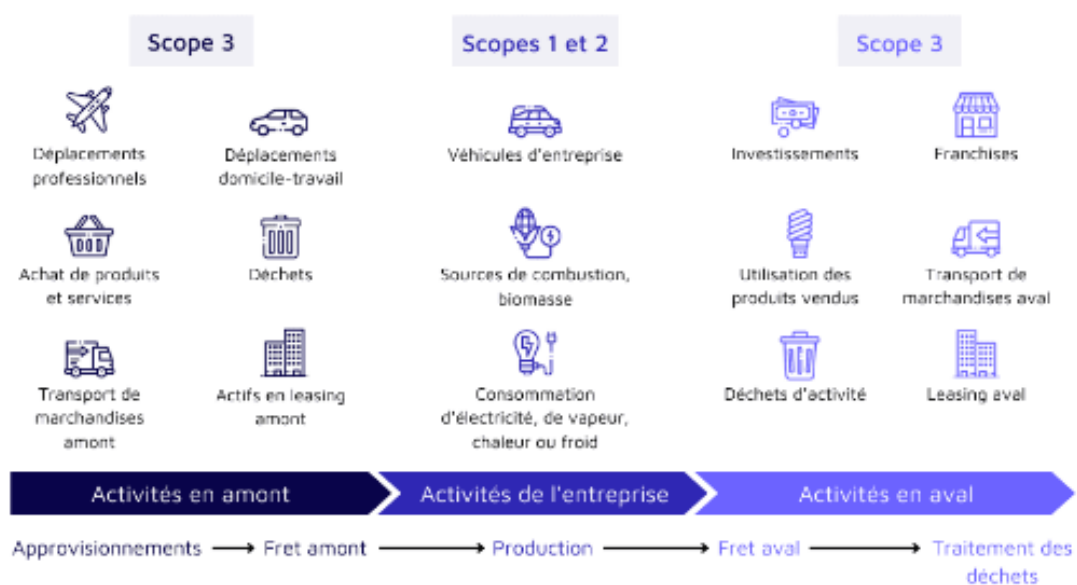 Scope 3
Scopes 1 et 2
Scope 3
Déplacements
professionnels
Déplacements
domicile-travail
Véhicules d'entreprise
Investissements
Franchises
Achat de produits
et services
Déchets
Sources de combustion,
biomasse
Utilisation des
produits vendus
Transport de
marchandises aval
Transport de
marchandises
amont
Actifs en leasing
amont
Consommation
d'électricité, de vapeur,
chaleur ou froid
Déchets d'activité
Leasing aval
Activités en amont
Activités de l'entreprise
Activités en aval
Approvisionnements
Fret amont
Production
Fret aval
Traitement des
déchets